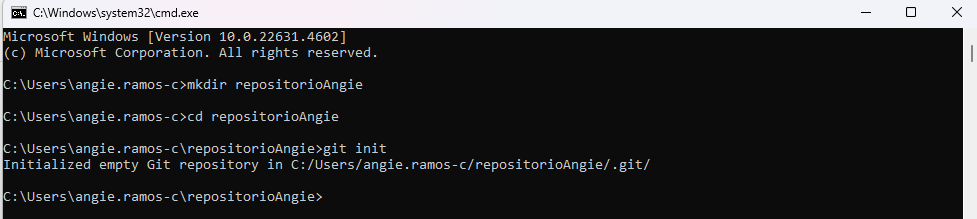 C:\Windows\system32\cmd.exe
Microsoft Windows [Version 10.0.22631.4602]
(c) Microsoft Corporation. All rights reserved.
C:\Users\angie.ramos-c>mkdir repositorioAngie
C:\Users\angie.ramos-c>cd repositorioAngie
C:\Users\angie.ramos-c\repositorioAngie>git init
Initialized empty Git repository in C:/Users/angie.ramos-c/repositorioAngie/.git/
C:\Users\angie.ramos-c\repositorioAngie>